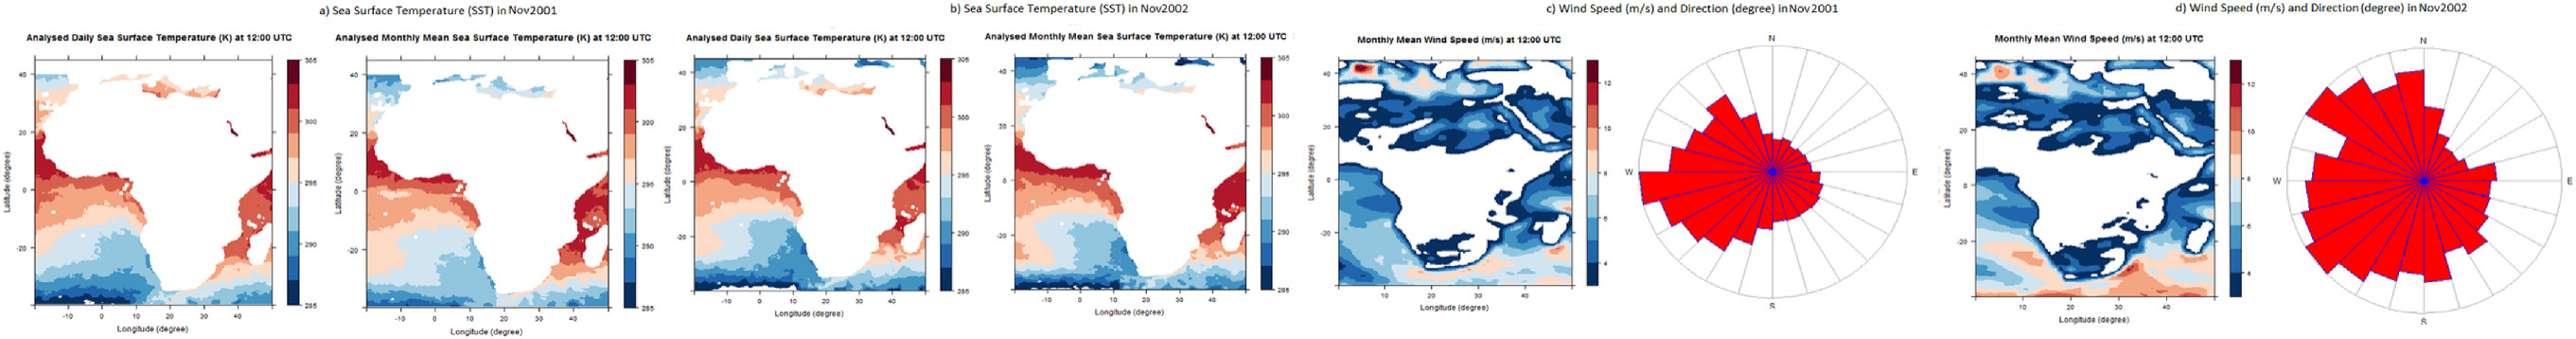 a) Sea Surface Temperature (SST) in Nov2001
b) Sea Surface Temperature (SST) in Nov2002
c) Wind Speed (m/s) and Direction (degree) in Nov2001
d) Wind Speed (m/s) and Direction (degree) in Nov2002
Analysed Daily Sea Surface Temperature (K) at 12:00 UTC
Latitude (degree)
40
20
0
-20
-10 0 10 20 30 40
Longitude (degree)
305
300
295
290
285
Analysed Monthly Mean Sea Surface Temperature (K) at 12:00 UTC
Latitude (degree)
40
20
0
-20
-10 0 10 20 30 40
Longitude (degree)
305
300
295
290
285
Analysed Daily Sea Surface Temperature (K) at 12:00 UTC
Latitude (degree)
40
20
0
-20
-10 0 10 20 30 40
Longitude (degree)
305
300
295
290
285
Analysed Monthly Mean Sea Surface Temperature (K) at 12:00 UTC
Latitude (degree)
40
20
0
-20
-10 0 10 20 30 40
Longitude (degree)
305
300
295
290
285
Monthly Mean Wind Speed (m/s) at 12:00 UTC
Latitude (degree)
40
20
0
-20
10 20 30 40
Longitude (degree)
12
10
8
6
4
N
W
E
S
Monthly Mean Wind Speed (m/s) at 12:00 UTC
Latitude (degree)
40
20
0
-20
10 20 30 40
Longitude (degree)
12
10
8
6
4
N
W
E
S